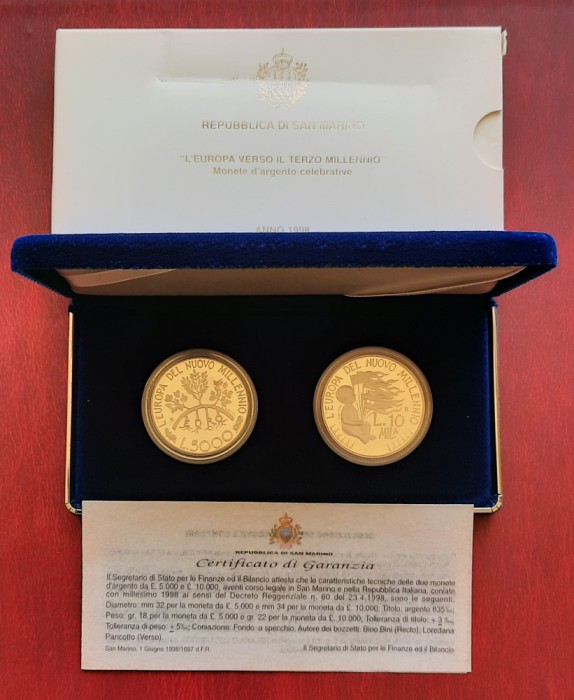 REPUBBLICA DI SAN MARINO
"L'EUROPA VERSO IL TERZO MILLENNIO"
Monete d'argento celebrative
ANNO 1998
L'EUROPA DEL NUOVO MILLENNIO
L.5000
L'EUROPA DEL NUOVO MILLENNIO
L.10
MILA
REPUBBLICA DI SAN MARINO
Certificato di Garanzia
Il Segretario di Stato per le Finanze ed il Bilancio attesta che le caratteristiche tecniche delle due monete
d'argento da £. 5.000 e £. 10.000, aventi corso legale in San Marino e nella Repubblica Italiana, coniate
con millesimo 1998 ai sensi del Decreto Reggenziale n. 60 del 23.4.1998, sono le seguenti:
Diametro: mm 32 per la moneta da £. 5.000 e mm 34 per la moneta da £. 10.000; Titolo: argento 835‰;
Peso: gr. 18 per la moneta da £. 5.000 e gr. 22 per la moneta da £. 10.000; Tolleranza di titolo: ± 3 ‰;
Tolleranza di peso: ± 5‰; Coniazione: Fondo a specchio; Autore dei bozzetti: Bino Bini (Recto), Loredana
Pancotto (Verso).
San Marino, 1 Giugno 1998/1697 d.F.R.
Il Segretario di Stato per le Finanze ed il Bilancio